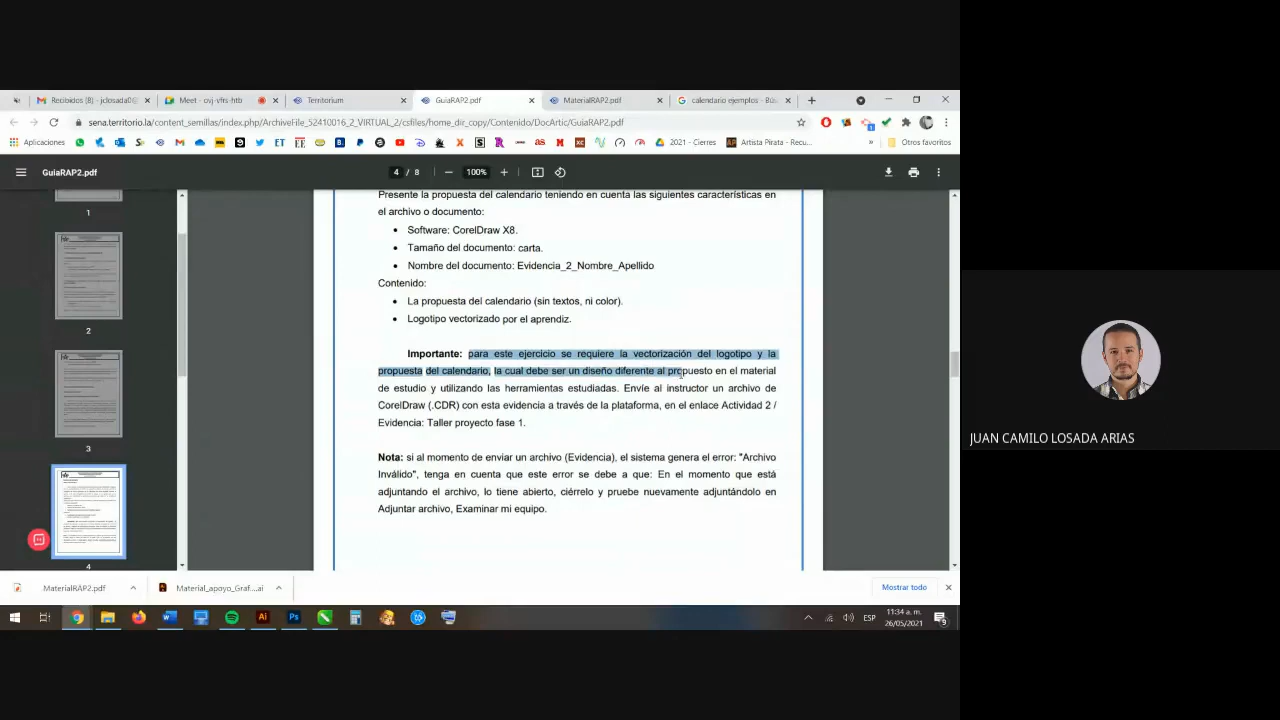 Recibidos (8) - jclosada0@
Meet - ovj-vfrs-htb
Territorium
GuiaRAP2.pdf
MaterialRAP2.pdf
calendario ejemplos - Bús
sena.territorio.la/content_semillas/index.php/ArchiveFile_52410016_2_VIRTUAL_2/csfiles/home_dir_copy/Contenido/DocArtic/GuiaRAP2.pdf
Aplicaciones
2021 - Cierres
Artista Pirata - Recu...
»
Otros favoritos
GuiaRAP2.pdf
4 / 8
100%
1
2
3
4
Presente la propuesta del calendario teniendo en cuenta las siguientes características en
el archivo o documento:
• Software: CorelDraw X8.
• Tamaño del documento: carta.
• Nombre del documento: Evidencia_2_Nombre_Apellido
Contenido:
• La propuesta del calendario (sin textos, ni color).
• Logotipo vectorizado por el aprendiz.
Importante: para este ejercicio se requiere la vectorización del logotipo y la
propuesta del calendario, la cual debe ser un diseño diferente al propuesto en el material
de estudio y utilizando las herramientas estudiadas. Envíe al instructor un archivo de
CorelDraw (.CDR) con esta evidencia a través de la plataforma, en el enlace Actividad 2 /
Evidencia: Taller proyecto fase 1.
Nota: si al momento de enviar un archivo (Evidencia), el sistema genera el error: "Archivo
Inválido", tenga en cuenta que este error se debe a que: En el momento que está
adjuntando el archivo, lo tiene abierto, ciérrelo y pruebe nuevamente adjuntándolo en
Adjuntar archivo, Examinar mi equipo.
MaterialRAP2.pdf
Material_apoyo_Graf....ai
Mostrar todo
Ai
Ps
ESP
11:34 a. m.
26/05/2021
JUAN CAMILO LOSADA ARIAS